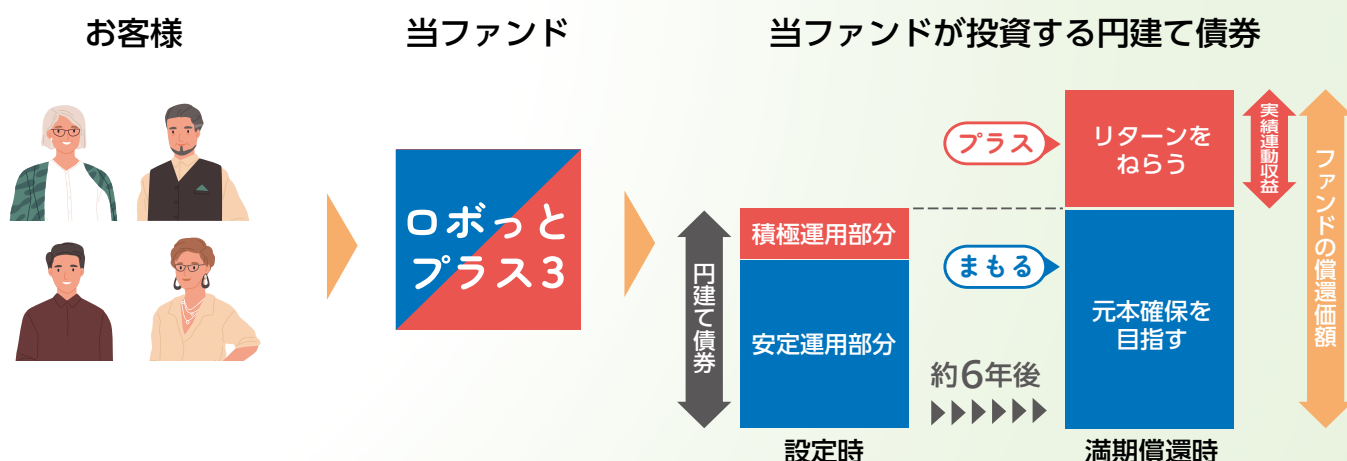 お客様
当ファンド
当ファンドが投資する円建て債券
ロボっと
プラス3
円建て債券
積極運用部分
安定運用部分
設定時
プラス
まもる
約6年後
リターンを
ねらう
元本確保を
目指す
満期償還時
実績連動収益
ファンドの償還価額